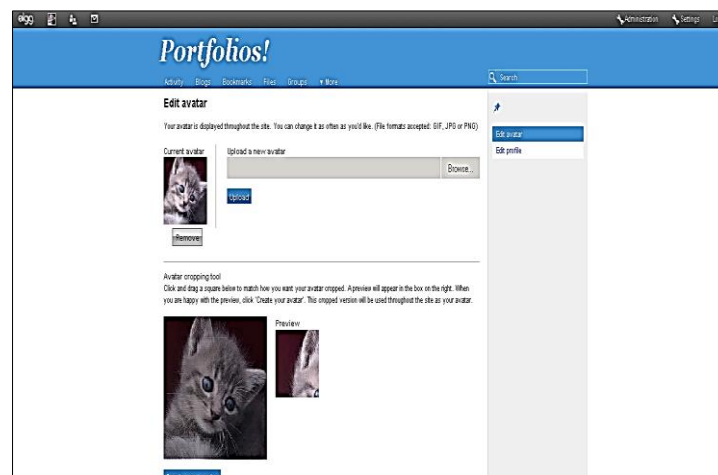 elgg
Administration Settings
Portfolios!
Activity Blogs Bookmarks Files Groups ▼ More
Search
Edit avatar
Your avatar is displayed throughout the site. You can change it as often as you'd like. (File formats accepted: GIF, JPG or PNG)
Current avatar
Upload a new avatar
Browse...
Upload
Remove
Avatar cropping tool
Click and drag a square below to match how you want your avatar cropped. A preview will appear in the box on the right. When
you are happy with the preview, click 'Create your avatar'. This cropped version will be used throughout the site as your avatar.
Preview
Edit avatar
Edit profile